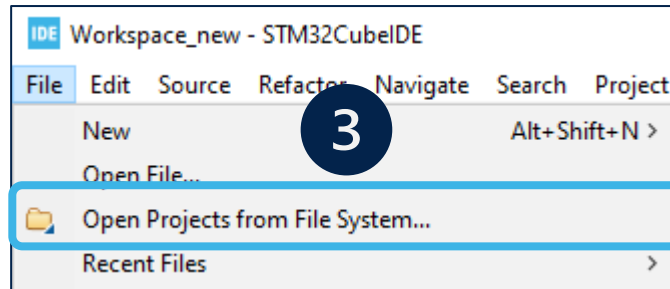 IDE Workspace_new - STM32CubeIDE
File Edit Source Refactor Navigate Search Project
3
New Alt+Shift+N >
Open File...
Open Projects from File System...
Recent Files >